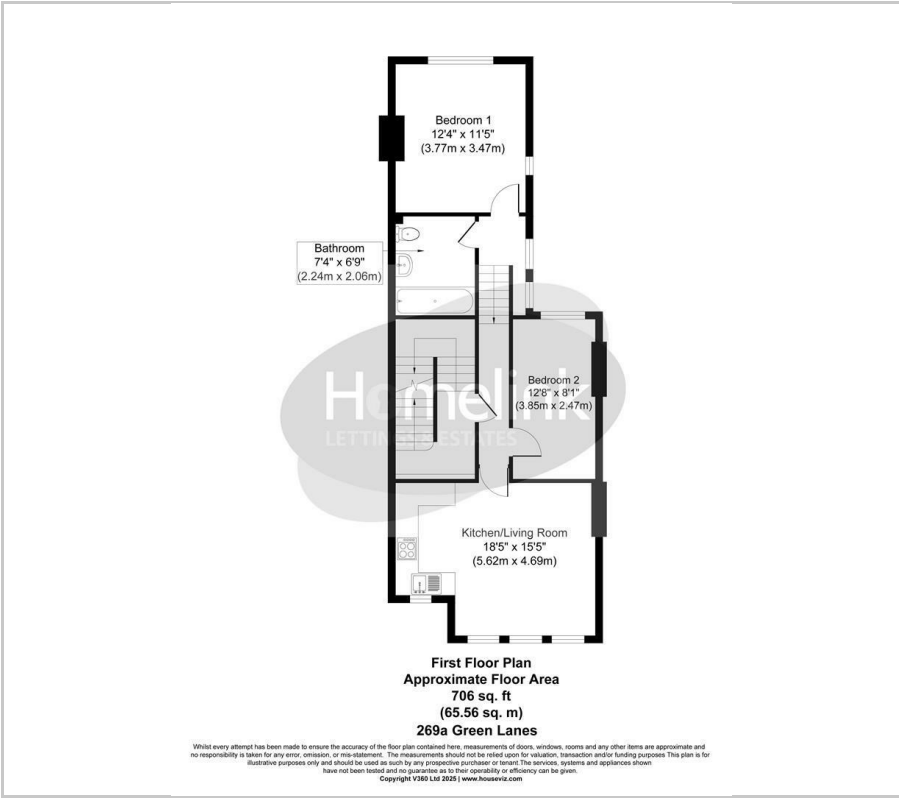 Bedroom 1
12'4" x 11'5"
(3.77m x 3.47m)
Bathroom
7'4" x 6'9"
(2.24m x 2.06m)
Homelink
LETTINGS & ESTATES
Bedroom 2
12'8" x 8'1"
(3.85m x 2.47m)
Kitchen/Living Room
18'5" x 15'5"
(5.62m x 4.69m)
First Floor Plan
Approximate Floor Area
706 sq. ft
(65.56 sq. m)
269a Green Lanes
Whilst every attempt has been made to ensure the accuracy of the floor plan contained here, measurements of doors, windows, rooms and any other items are approximate and
no responsibility is taken for any error, omission, or mis-statement. The measurements should not be relied upon for valuation, transaction and/or funding purposes This plan is for
illustrative purposes only and should be used as such by any prospective purchaser or tenant The services, systems and appliances shown
have not been tested and no guarantee as to their operability or efficiency can be given.
Copyright V360 Ltd 2025 | www.houseviz.com